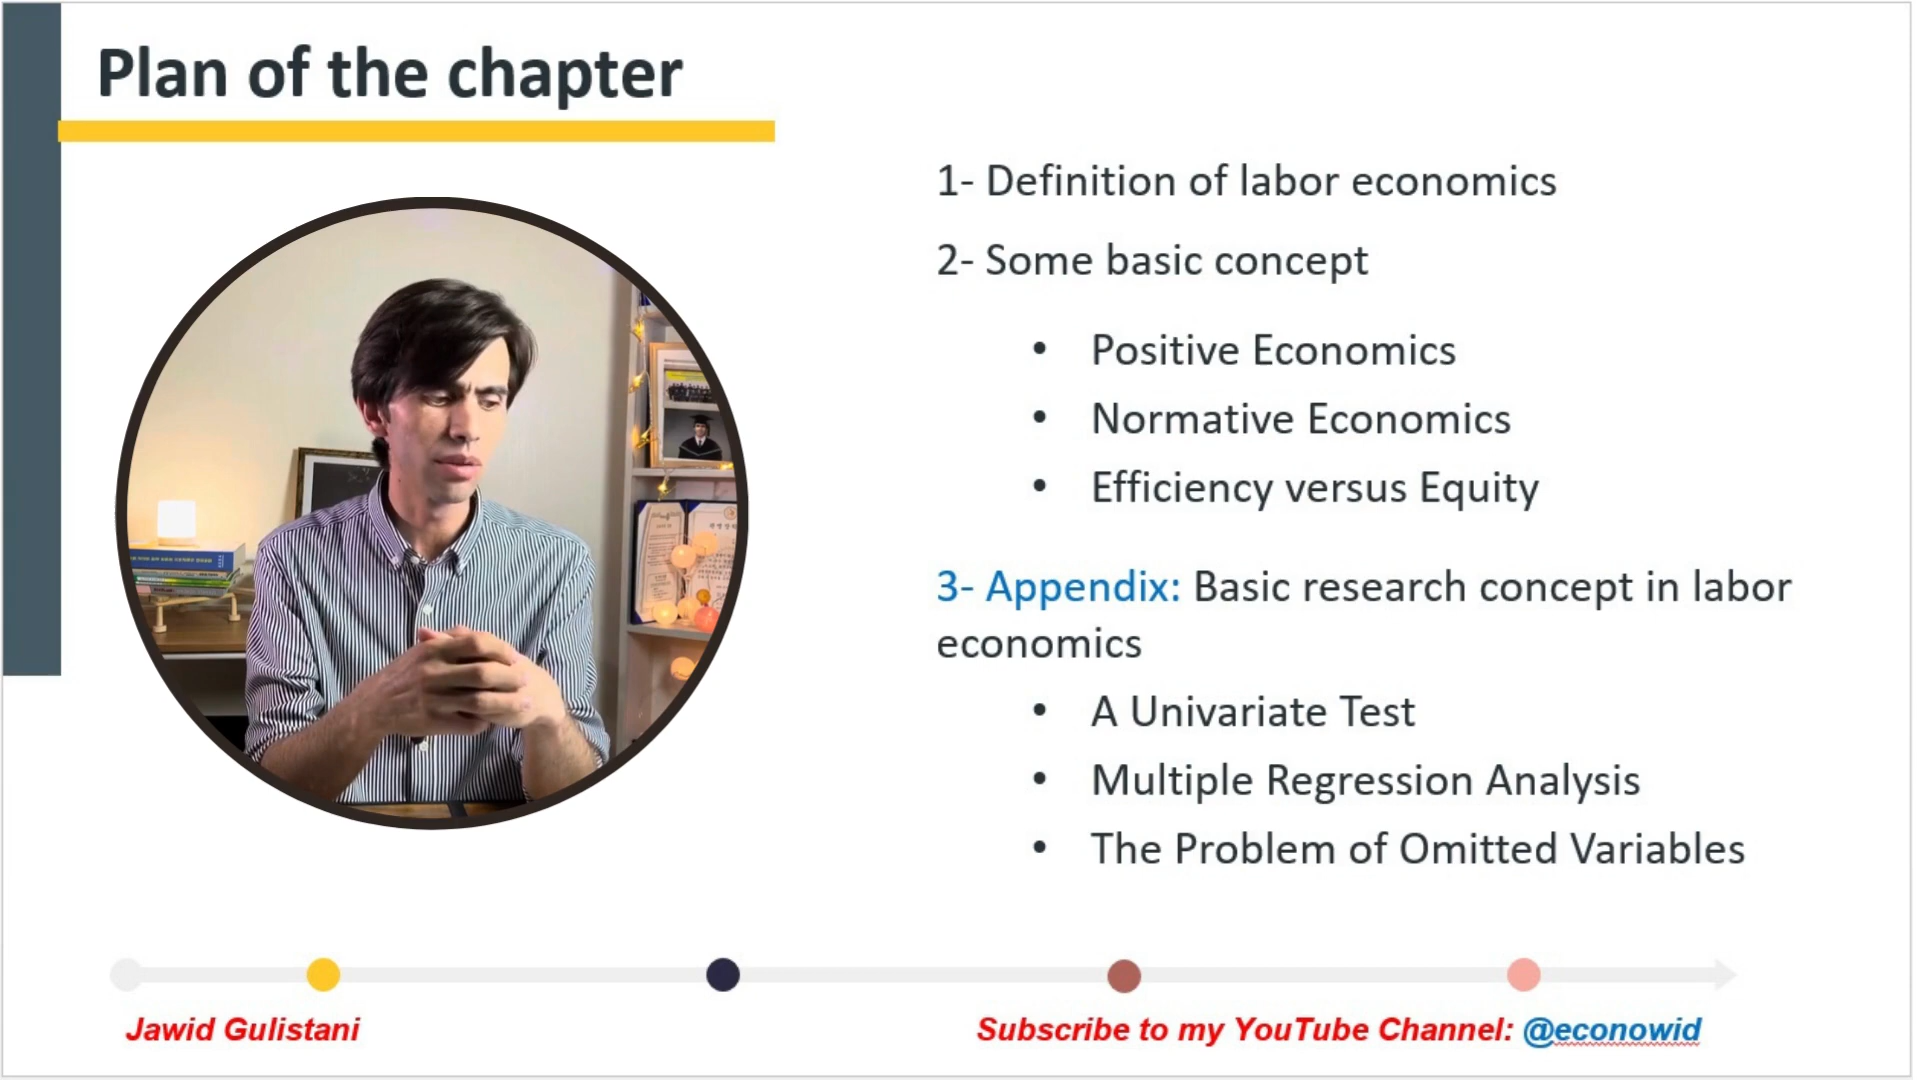 Plan of the chapter
1- Definition of labor economics
2- Some basic concept
• Positive Economics
• Normative Economics
• Efficiency versus Equity
3- Appendix: Basic research concept in labor
economics
• A Univariate Test
• Multiple Regression Analysis
• The Problem of Omitted Variables
Jawid Gulistani
Subscribe to my YouTube Channel: @econowid